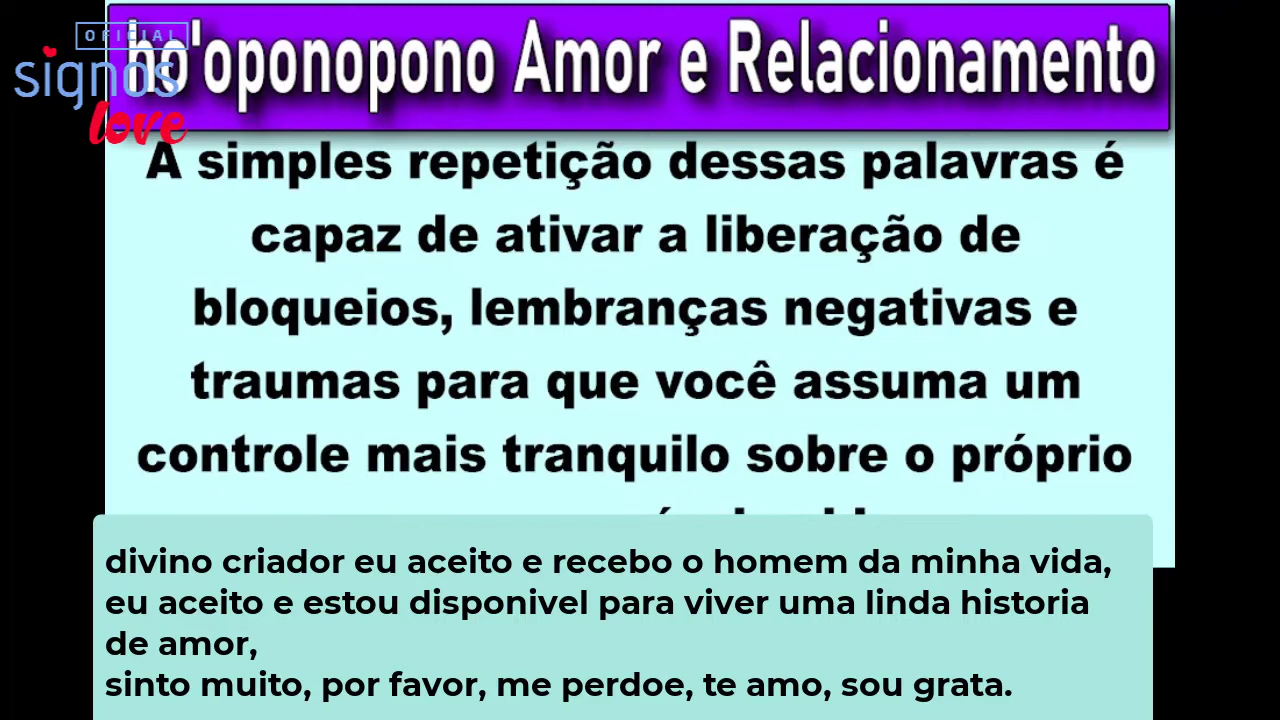 OFICIAL
signos
love
ho'oponopono Amor e Relacionamento
A simples repetição dessas palavras é
capaz de ativar a liberação de
bloqueios, lembranças negativas e
traumas para que você assuma um
controle mais tranquilo sobre o próprio
divino criador eu aceito e recebo o homem da minha vida,
eu aceito e estou disponivel para viver uma linda historia
de amor,
sinto muito, por favor, me perdoe, te amo, sou grata.